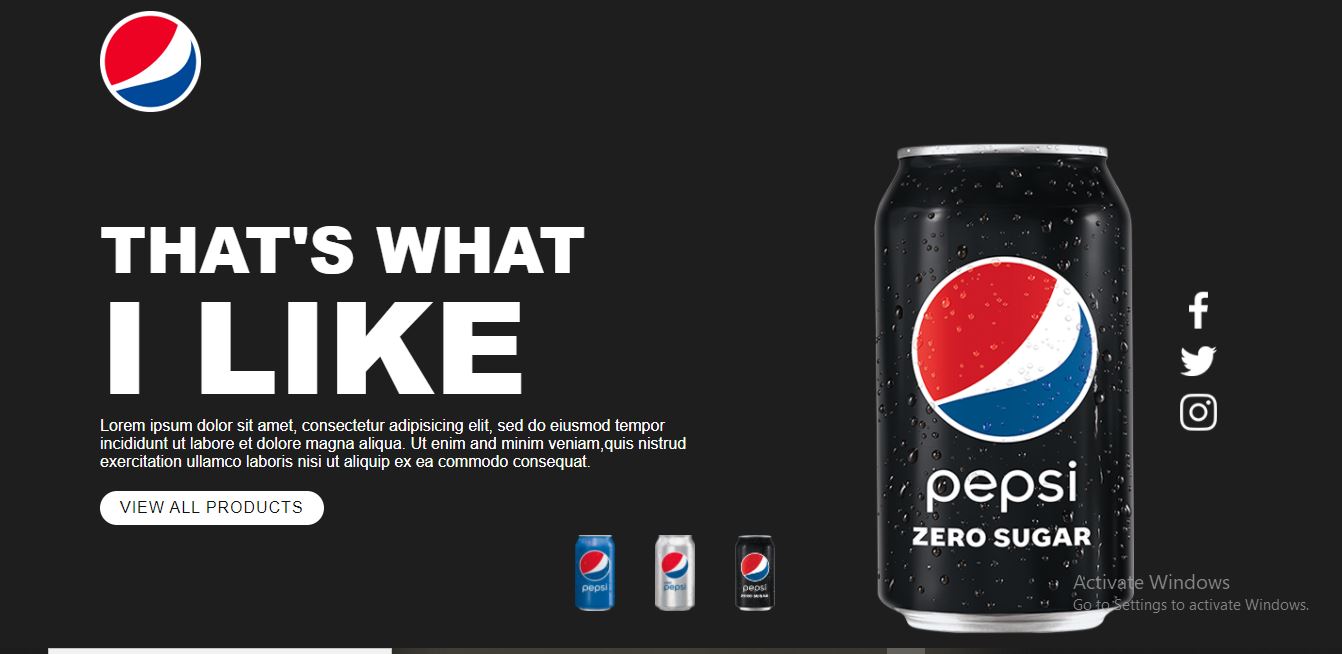 THAT'S WHAT
I LIKE
Lorem ipsum dolor sit amet, consectetur adipisicing elit, sed do eiusmod tempor
incididunt ut labore et dolore magna aliqua. Ut enim and minim veniam,quis nistrud
exercitation ullamco laboris nisi ut aliquip ex ea commodo consequat.
VIEW ALL PRODUCTS
pepsi
pepsi
pepsi
ZERO SUGAR
pepsi
ZERO SUGAR
Activate Windows
Go to Settings to activate Windows.